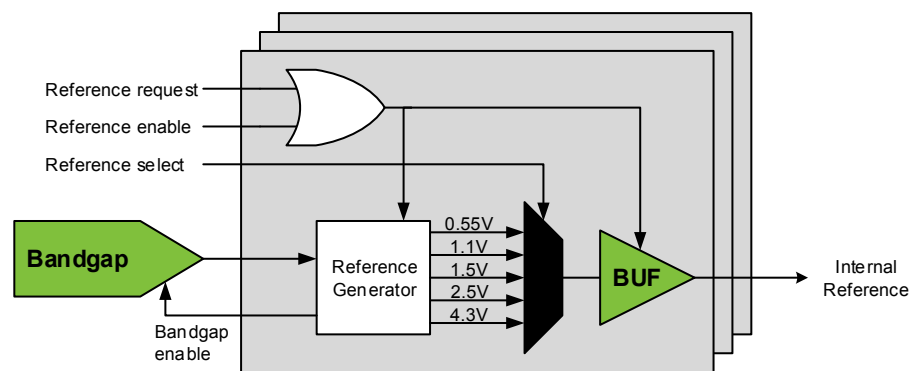 Reference request
Reference enable
Reference select
Bandgap
Bandgap
enable
Reference
Generator
0.55V
1.1V
1.5V
2.5V
4.3V
BUF
Internal
Reference